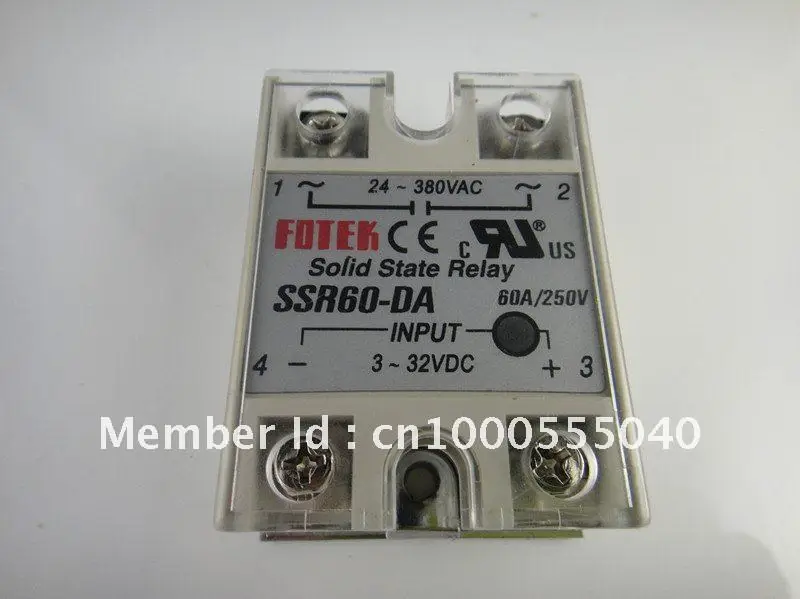 1 ~ 24 ~ 380VAC ~ 2
FOTEK CE c RU ® US
Solid State Relay
SSR60-DA 60A/250V
INPUT
4 − 3 ~ 32VDC + 3
Member Id : cn1000555040